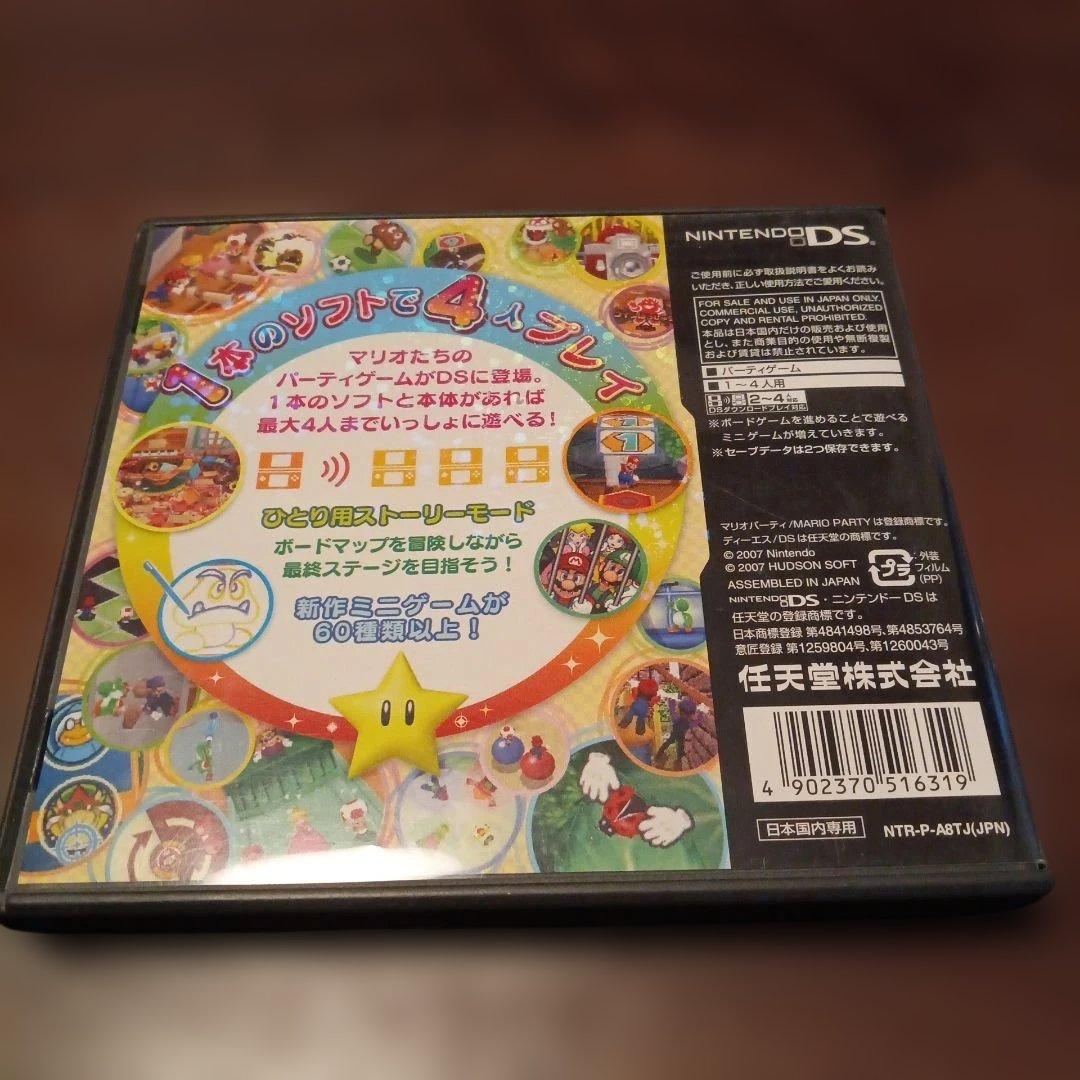 1本のソフトで4人プレイ
マリオたちの
パーティゲームがDSに登場。
1本のソフトと本体があれば
最大4人までいっしょに遊べる！
ひとり用ストーリーモード
ボードマップを冒険しながら
最終ステージを目指そう！
新作ミニゲームが
60種類以上！
1
NINTENDO DS
ご使用前に必ず取扱説明書をよくお読み
いただき、正しい使用方法でご愛用ください。
FOR SALE AND USE IN JAPAN ONLY.
COMMERCIAL USE, UNAUTHORIZED
COPY AND RENTAL PROHIBITED.
本品は日本国内だけの販売および使用
とし、また商業目的の使用や無断複製
および賃貸は禁止されています。
■ パーティゲーム
■ 1～4人用
2～4人対応
DSダウンロードプレイ対応
※ボードゲームを進めることで遊べる
ミニゲームが増えていきます。
※セーブデータは2つ保存できます。
マリオパーティ/MARIO PARTY は登録商標です。
ディーエス/DSは任天堂の商標です。
© 2007 Nintendo
© 2007 HUDSON SOFT
ASSEMBLED IN JAPAN
プラ
:外装
フィルム
(PP)
NINTENDO DS・ニンテンドー DS は
任天堂の登録商標です。
日本商標登録 第4841498号、第4853764号
意匠登録 第1259804号、第1260043号
任天堂株式会社
4 902370 516319
日本国内専用
NTR-P-A8TJ(JPN)